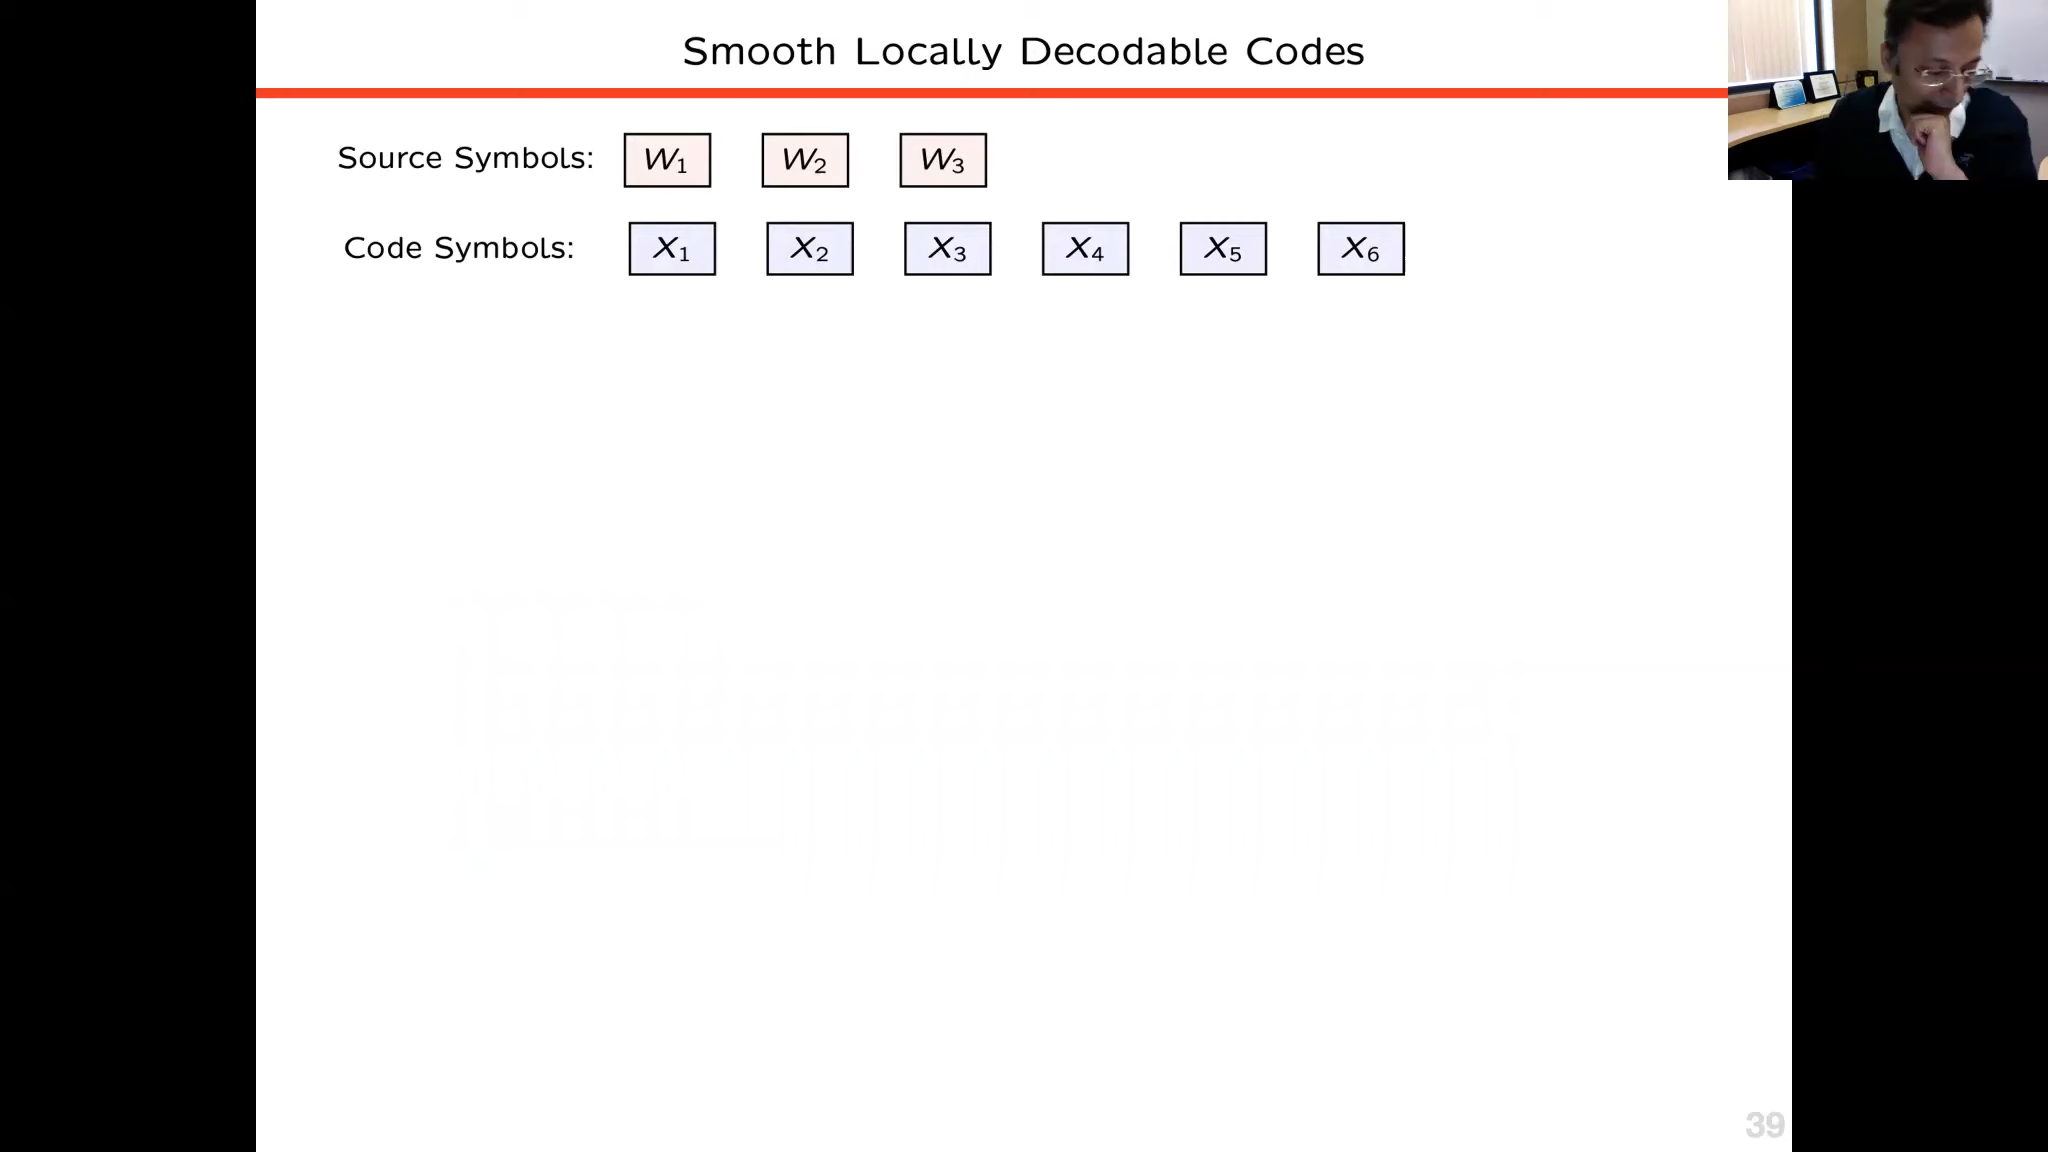 Smooth Locally Decodable Codes
Source Symbols: W₁ W₂ W₃
Code Symbols: X₁ X₂ X₃ X₄ X₅ X₆
39